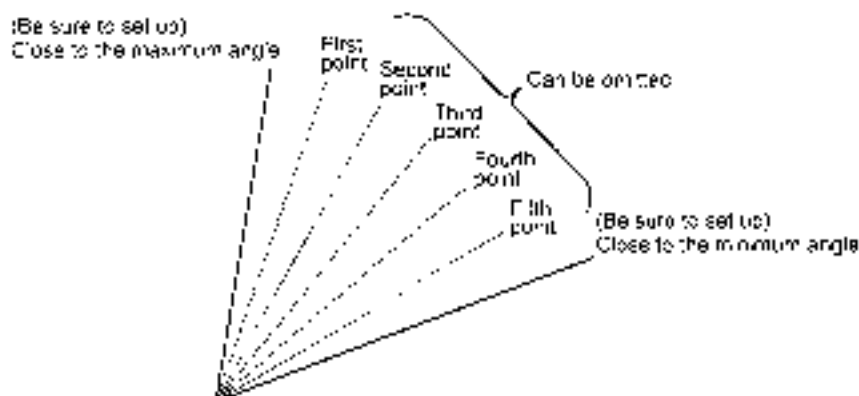 (Be sure to set up)
Close to the maximum angle
First
point
Second
point
Can be omitted
Third
point
Fourth
point
Fifth
point
(Be sure to set up)
Close to the minimum angle